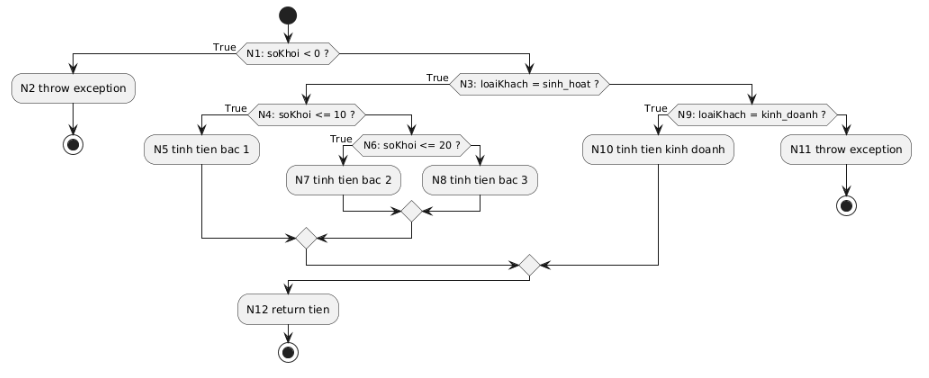 True
N1: soKhoi < 0 ?
N2 throw exception
True
N3: loaiKhach = sinh_hoat ?
True
N4: soKhoi <= 10 ?
True
N9: loaiKhach = kinh_doanh ?
N5 tinh tien bac 1
True
N6: soKhoi <= 20 ?
N10 tinh tien kinh doanh
N11 throw exception
N7 tinh tien bac 2
N8 tinh tien bac 3
N12 return tien